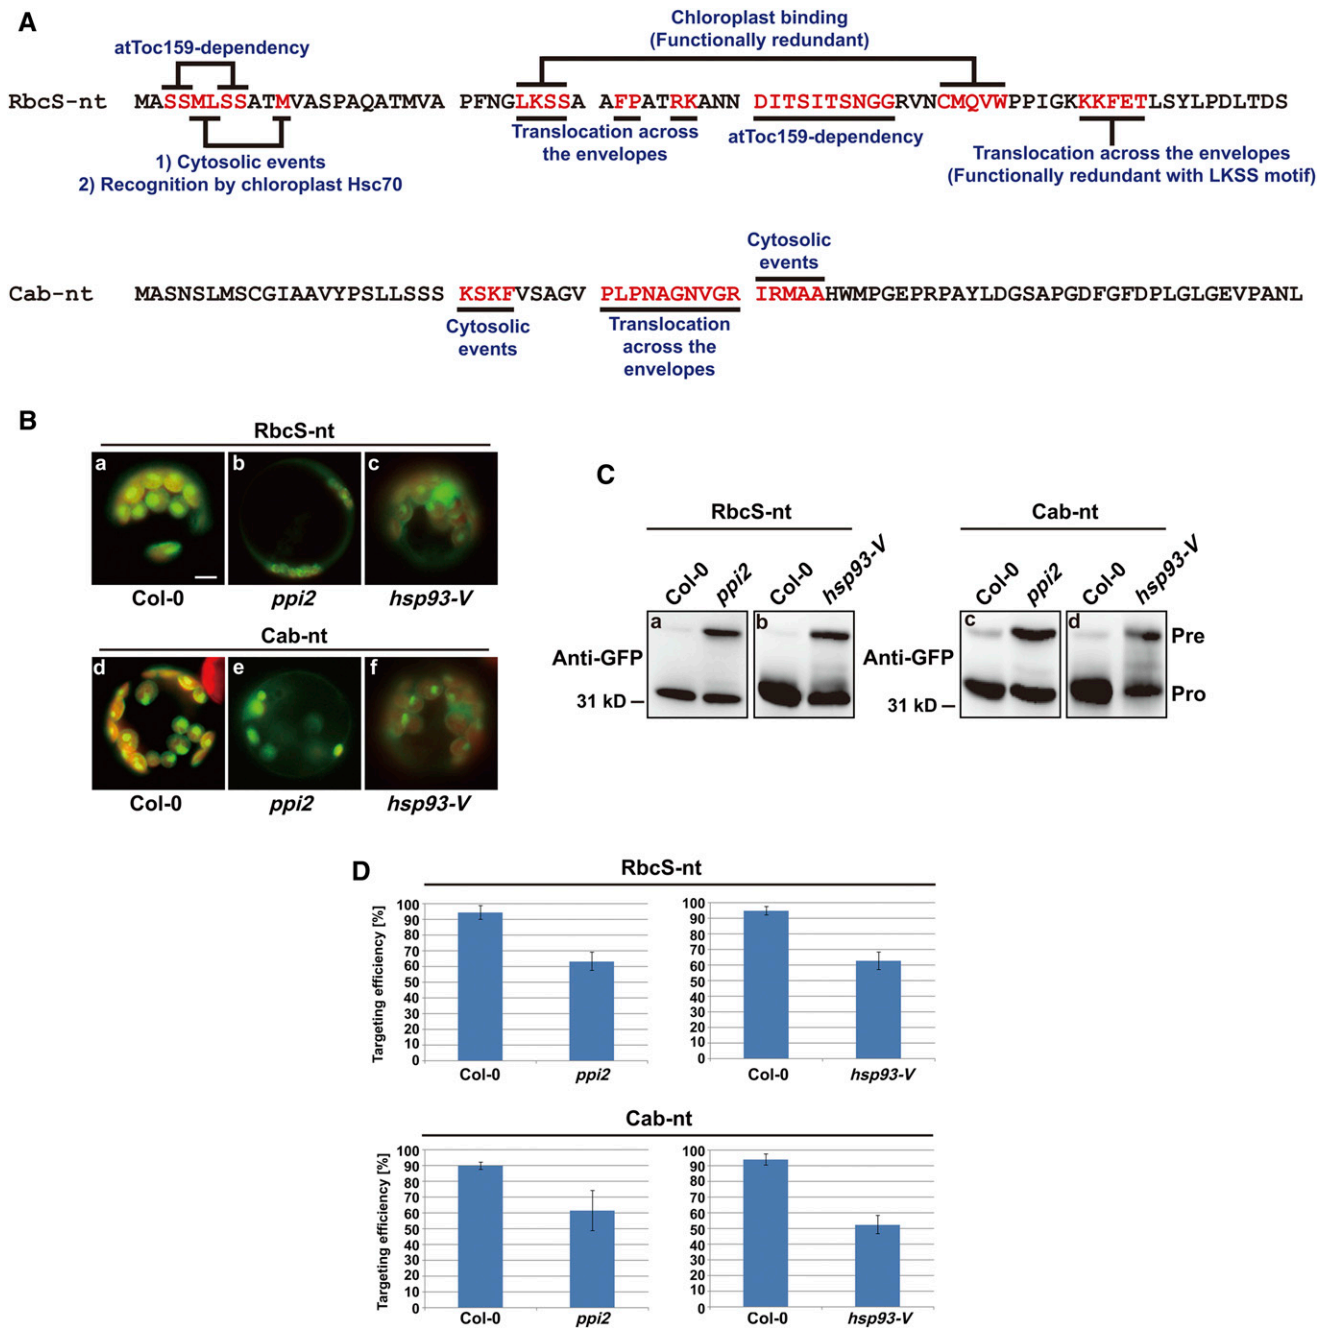 A
Chloroplast binding
(Functionally redundant)
atToc159-dependency
RbcS-nt MASSMLSSATMVASPAQATMVA PFNGLKSSA AFPATRKANN DITSITSNGGRVNCMQVWPPIGKKKFETLSYLPDLTDS
Translocation across
the envelopes
atToc159-dependency
1) Cytosolic events
2) Recognition by chloroplast Hsc70
Translocation across the envelopes
(Functionally redundant with LKSS motif)
Cytosolic
events
Cab-nt MASNSLMSCGIAAVYPSLLSSS KSKFVSAGV PLPNAGNVGR IRMAAHWMPGEPRPAYLDGSAPGDFGFDPLGLGEVPANL
Cytosolic
events
Translocation
across the
envelopes
B
RbcS-nt
a b c
Col-0 ppi2 hsp93-V
Cab-nt
d e f
Col-0 ppi2 hsp93-V
C
RbcS-nt Cab-nt
Col-0 ppi2 Col-0 hsp93-V Col-0 ppi2 Col-0 hsp93-V
a b c d
Pre
Anti-GFP Anti-GFP
Pro
31 kD 31 kD
D
RbcS-nt
Targeting efficiency [%]
100
90
80
70
60
50
40
30
20
10
0
Col-0 ppi2
100
90
80
70
60
50
40
30
20
10
0
Col-0 hsp93-V
Cab-nt
Targeting efficiency [%]
100
90
80
70
60
50
40
30
20
10
0
Col-0 ppi2
100
90
80
70
60
50
40
30
20
10
0
Col-0 hsp93-V